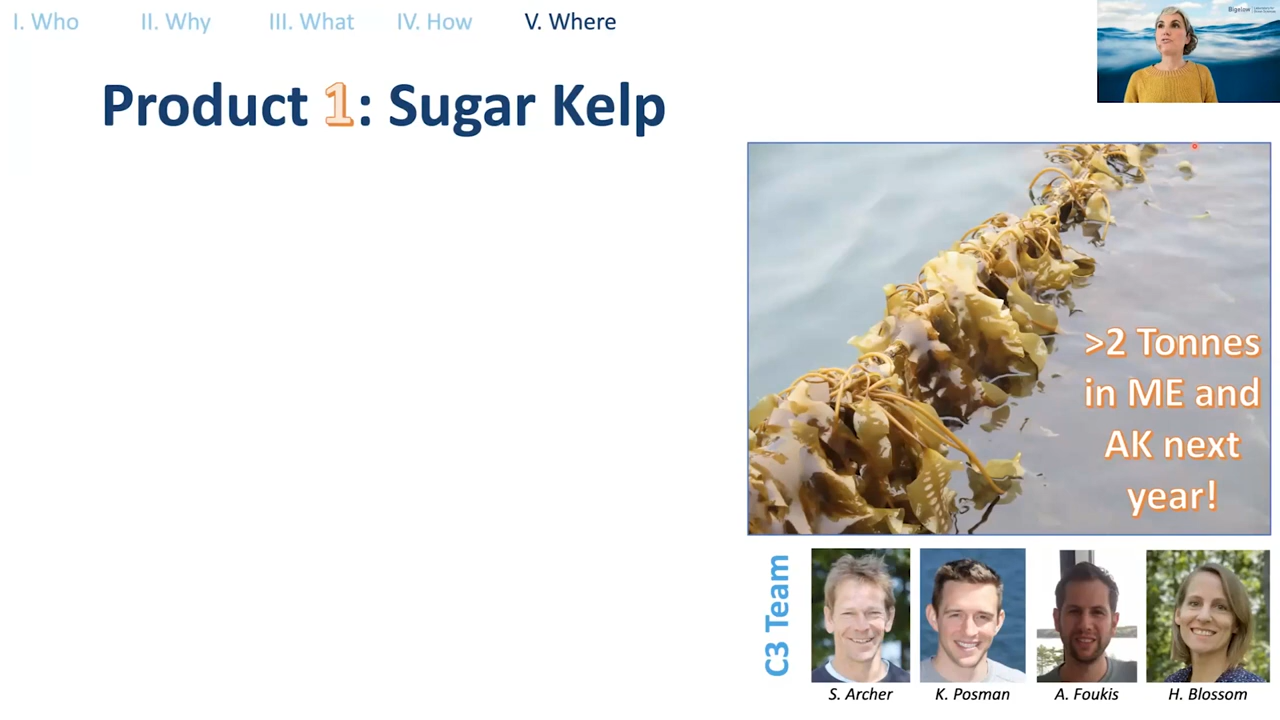 I. Who II. Why III. What IV. How V. Where
Bigelow
Product 1: Sugar Kelp
>2 Tonnes
in ME and
AK next
year!
C3 Team
S. Archer K. Posman A. Foukis H. Blossom